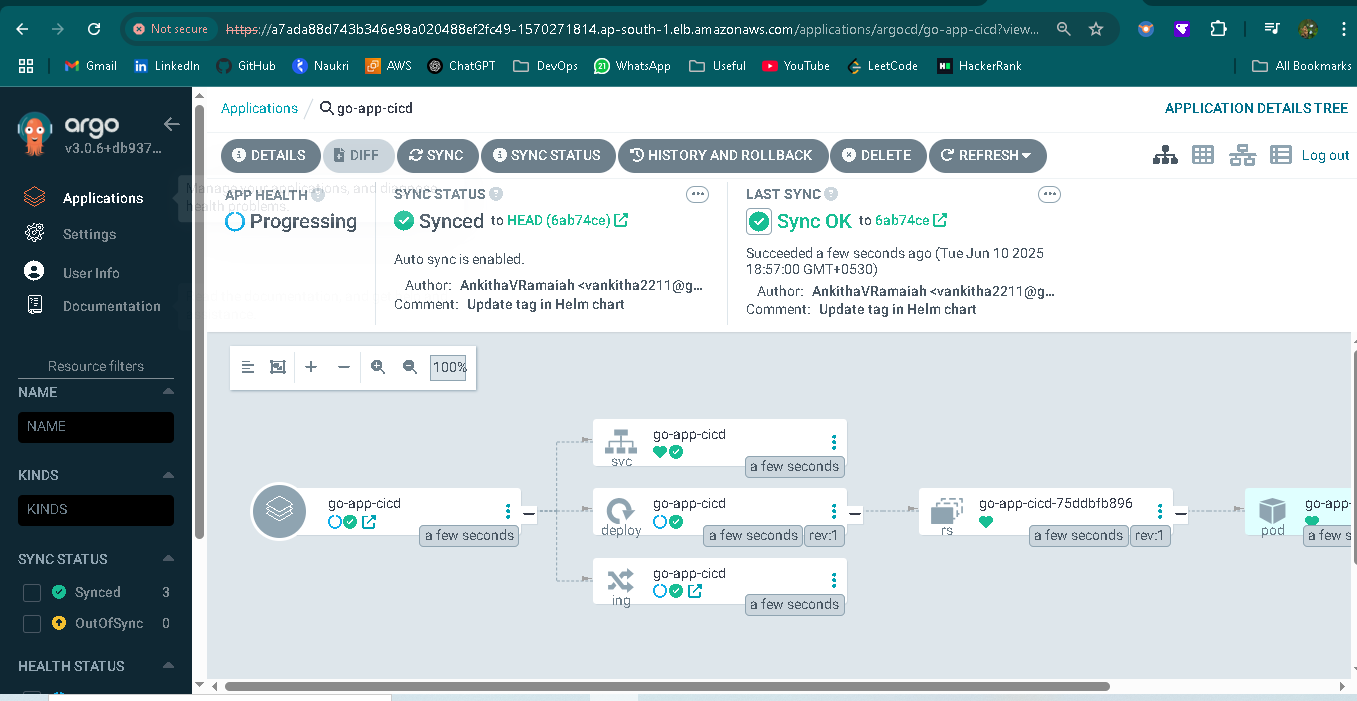 Not secure https://a7ada88d743b346e98a020488ef2fc49-1570271814.ap-south-1.elb.amazonaws.com/applications/argocd/go-app-cicd?view...
Gmail LinkedIn GitHub Naukri AWS ChatGPT DevOps WhatsApp Useful YouTube LeetCode HackerRank All Bookmarks
argo
v3.0.6+db937...
Applications
Settings
User Info
Documentation
Resource filters
NAME
NAME
KINDS
KINDS
SYNC STATUS
Synced 3
OutOfSync 0
HEALTH STATUS
Applications / go-app-cicd
APPLICATION DETAILS TREE
DETAILS DIFF SYNC SYNC STATUS HISTORY AND ROLLBACK DELETE REFRESH
Log out
Manage your applications, and diagnose
health problems.
APP HEALTH
Progressing
SYNC STATUS
Synced to HEAD (6ab74ce)
Auto sync is enabled.
Author: AnkithaVRamaiah <vankitha2211@g...
Comment: Update tag in Helm chart
LAST SYNC
Sync OK to 6ab74ce
Succeeded a few seconds ago (Tue Jun 10 2025
18:57:00 GMT+0530)
Author: AnkithaVRamaiah <vankitha2211@g...
Comment: Update tag in Helm chart
100%
go-app-cicd
a few seconds
svc
go-app-cicd
a few seconds
deploy
go-app-cicd
a few seconds rev:1
ing
go-app-cicd
a few seconds
rs
go-app-cicd-75ddbfb896
a few seconds rev:1
pod
go-app-
a few s